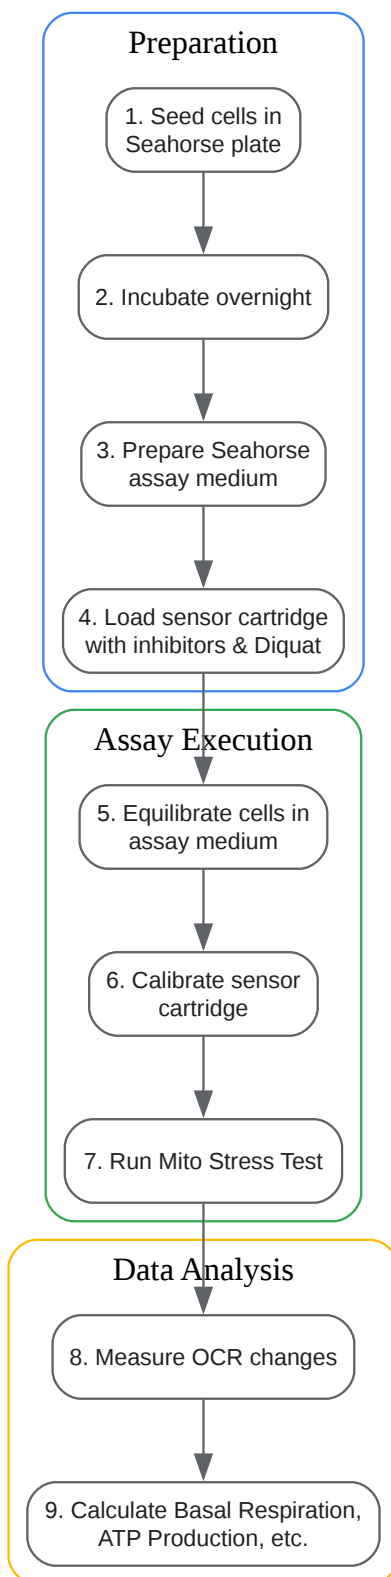 Preparation
1. Seed cells in
Seahorse plate
2. Incubate overnight
3. Prepare Seahorse
assay medium
4. Load sensor cartridge
with inhibitors & Diquat
Assay Execution
5. Equilibrate cells in
assay medium
6. Calibrate sensor
cartridge
7. Run Mito Stress Test
Data Analysis
8. Measure OCR changes
9. Calculate Basal Respiration,
ATP Production, etc.